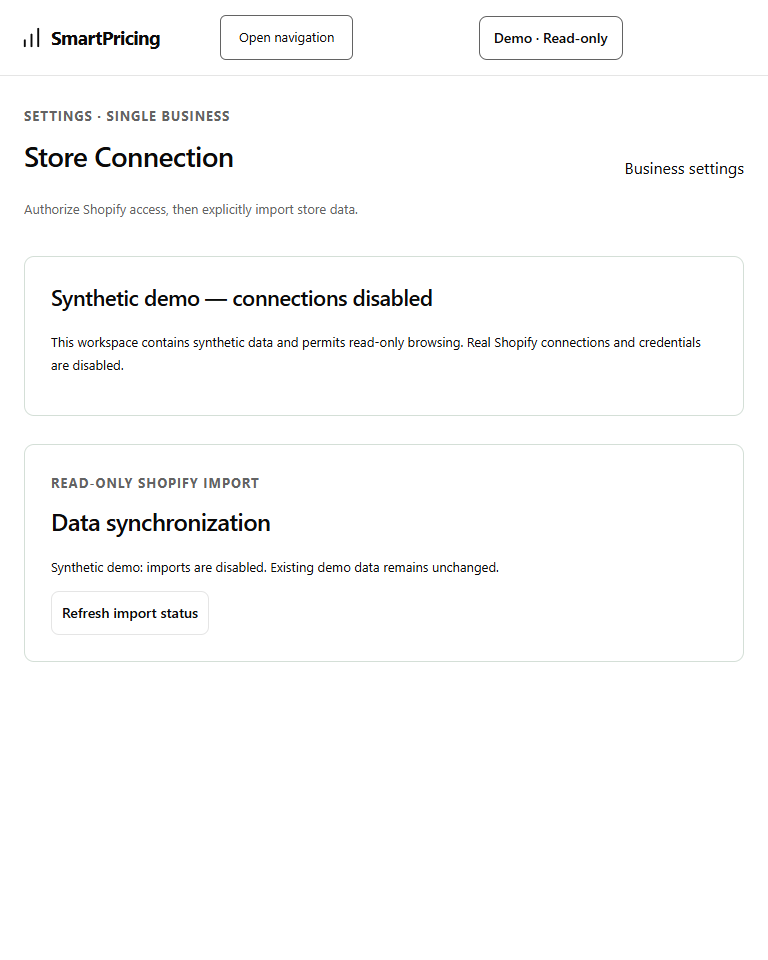 SmartPricing
Open navigation
Demo · Read-only
SETTINGS · SINGLE BUSINESS
Store Connection
Business settings
Authorize Shopify access, then explicitly import store data.
Synthetic demo — connections disabled
This workspace contains synthetic data and permits read-only browsing. Real Shopify connections and credentials
are disabled.
READ-ONLY SHOPIFY IMPORT
Data synchronization
Synthetic demo: imports are disabled. Existing demo data remains unchanged.
Refresh import status